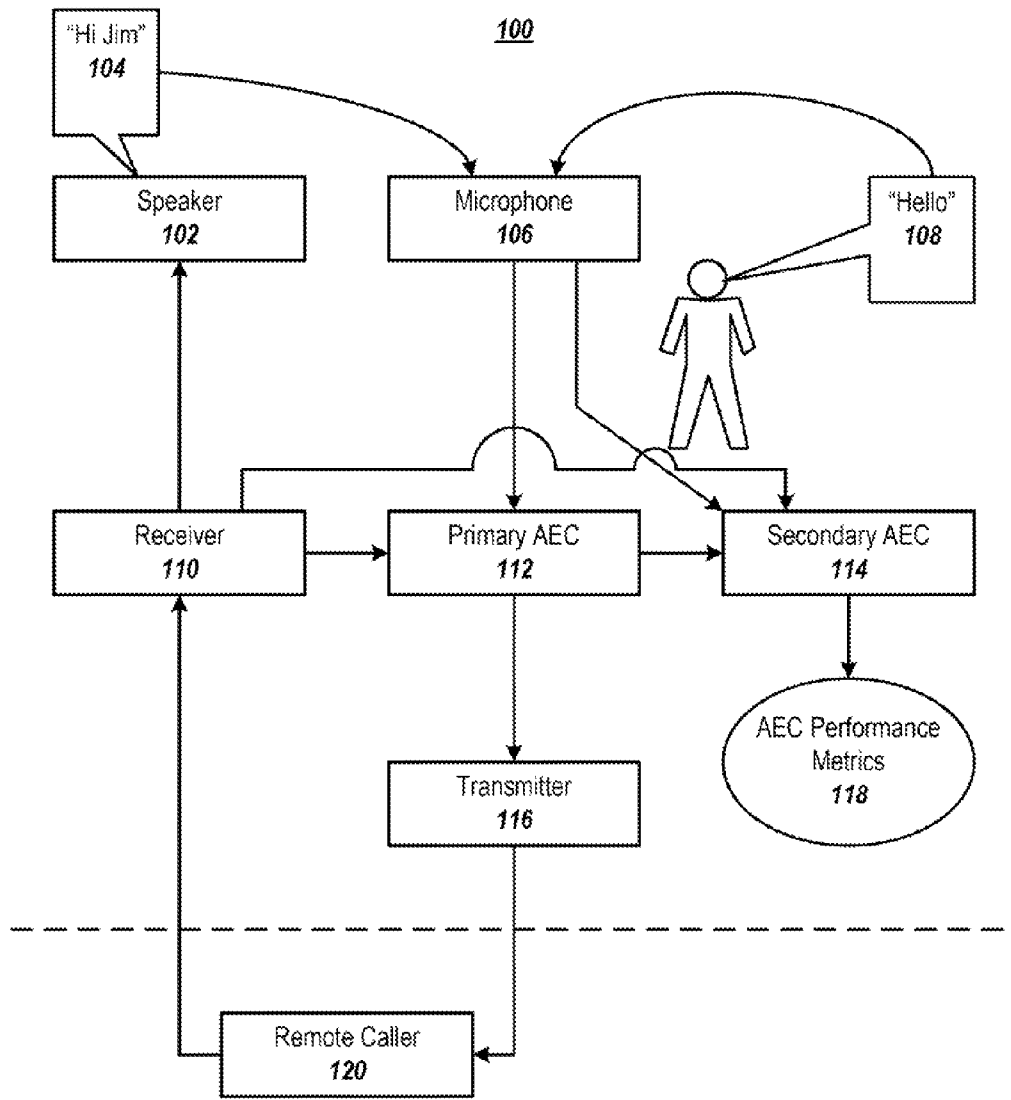 100
"Hi Jim"
104
Speaker
102
Microphone
106
"Hello"
108
Receiver
110
Primary AEC
112
Secondary AEC
114
AEC Performance
Metrics
118
Transmitter
116
Remote Caller
120